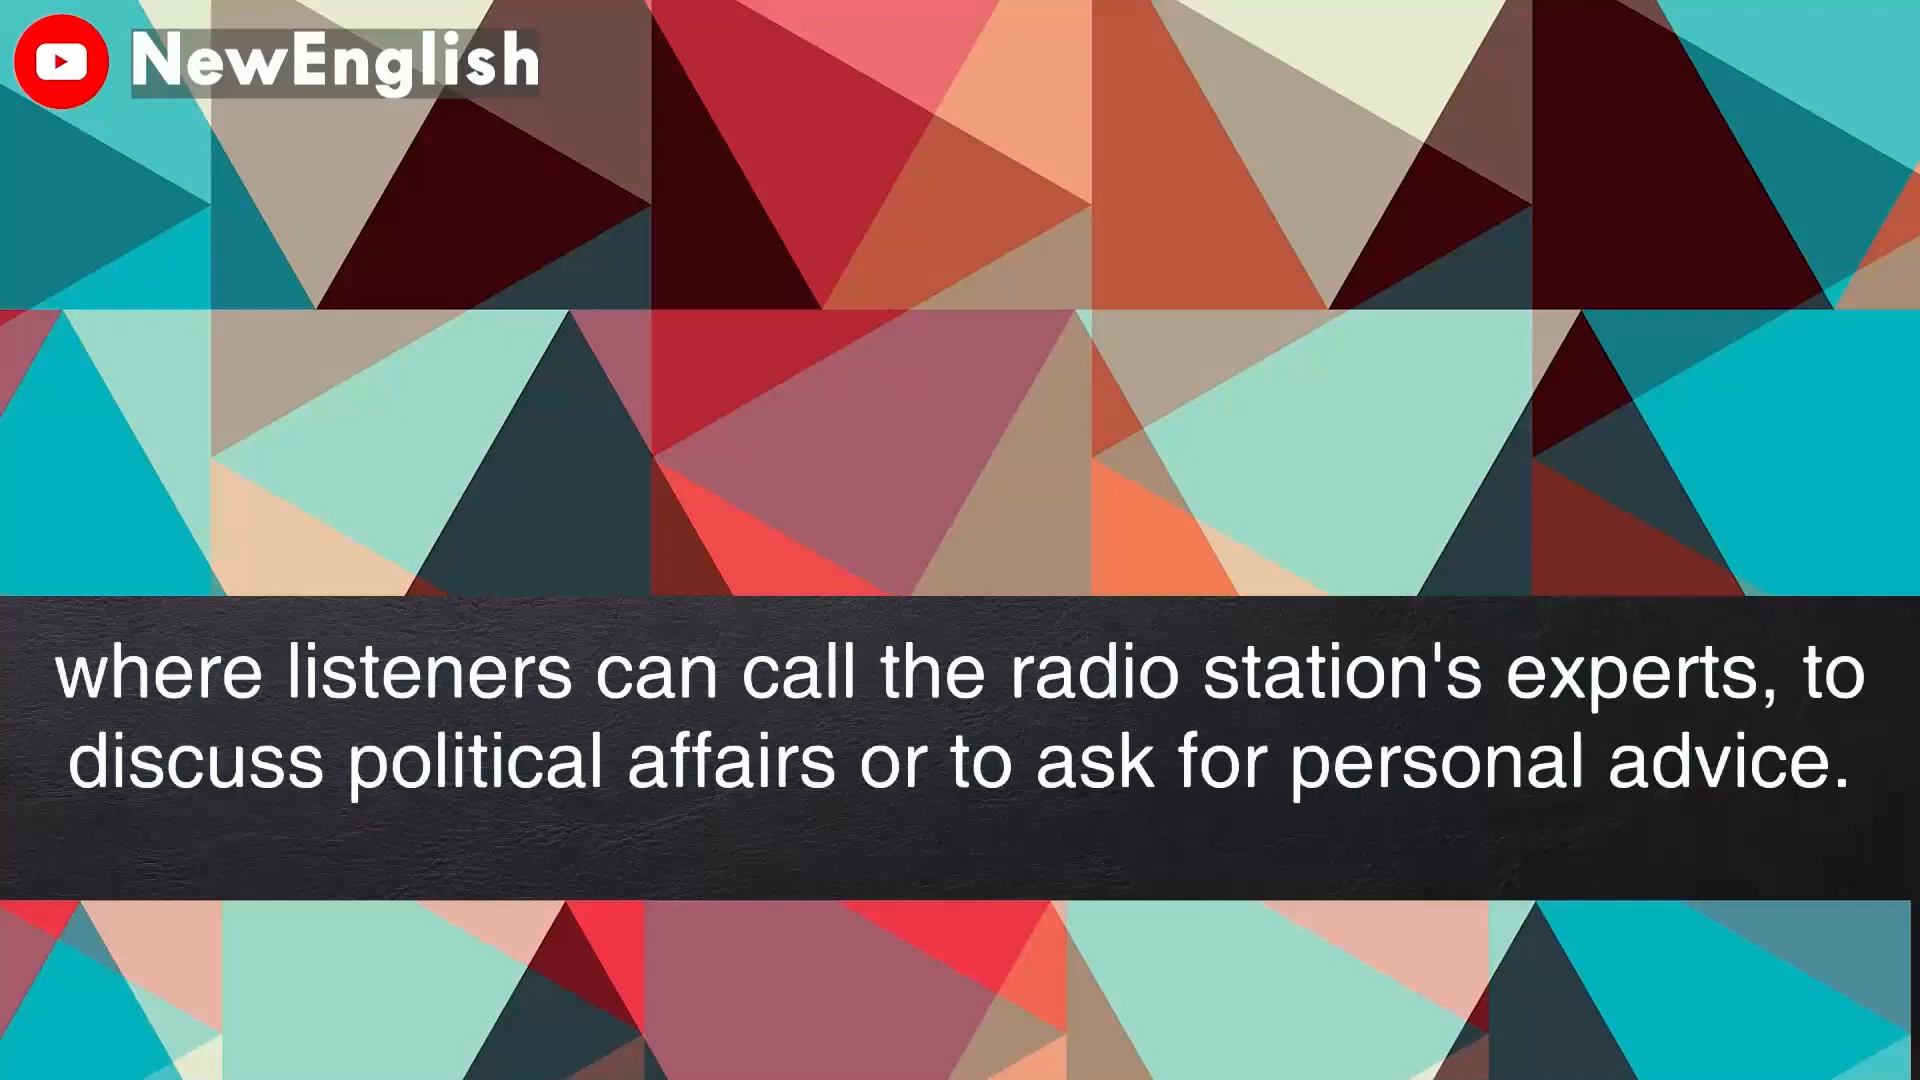 NewEnglish
where listeners can call the radio station's experts, to
discuss political affairs or to ask for personal advice.